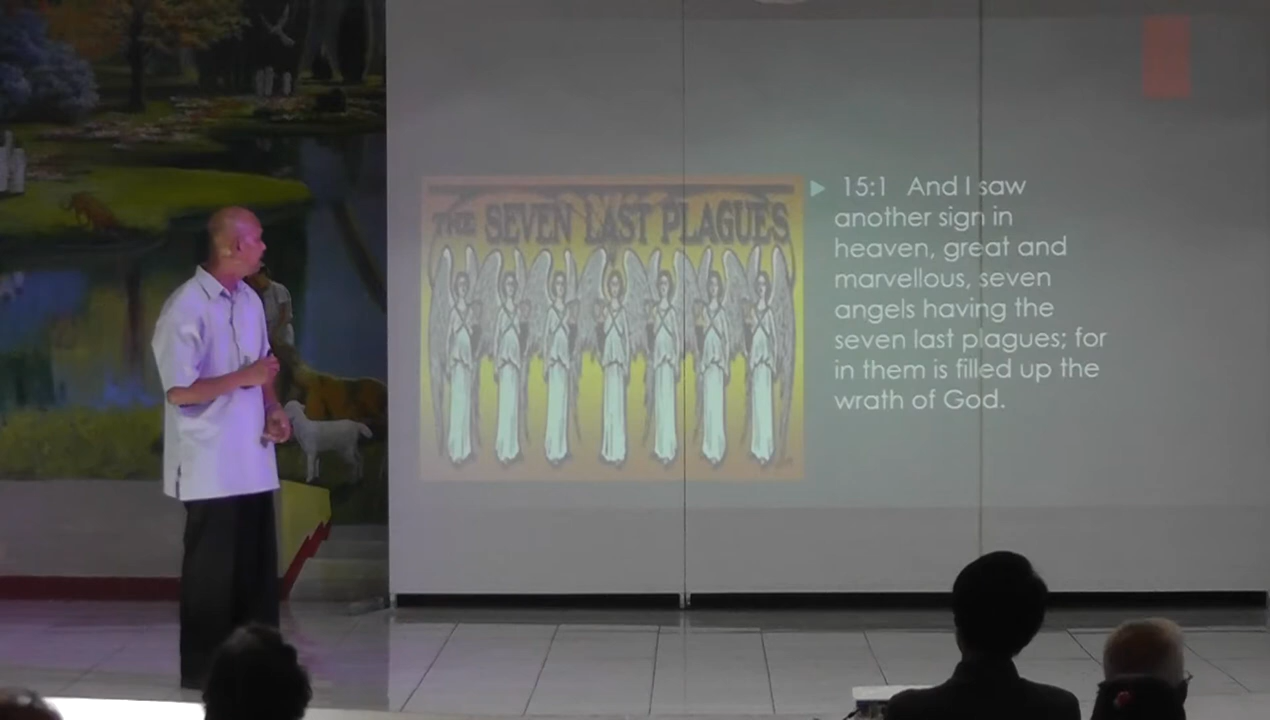 THE SEVEN LAST PLAGUES
15:1 And I saw
another sign in
heaven, great and
marvellous, seven
angels having the
seven last plagues; for
in them is filled up the
wrath of God.